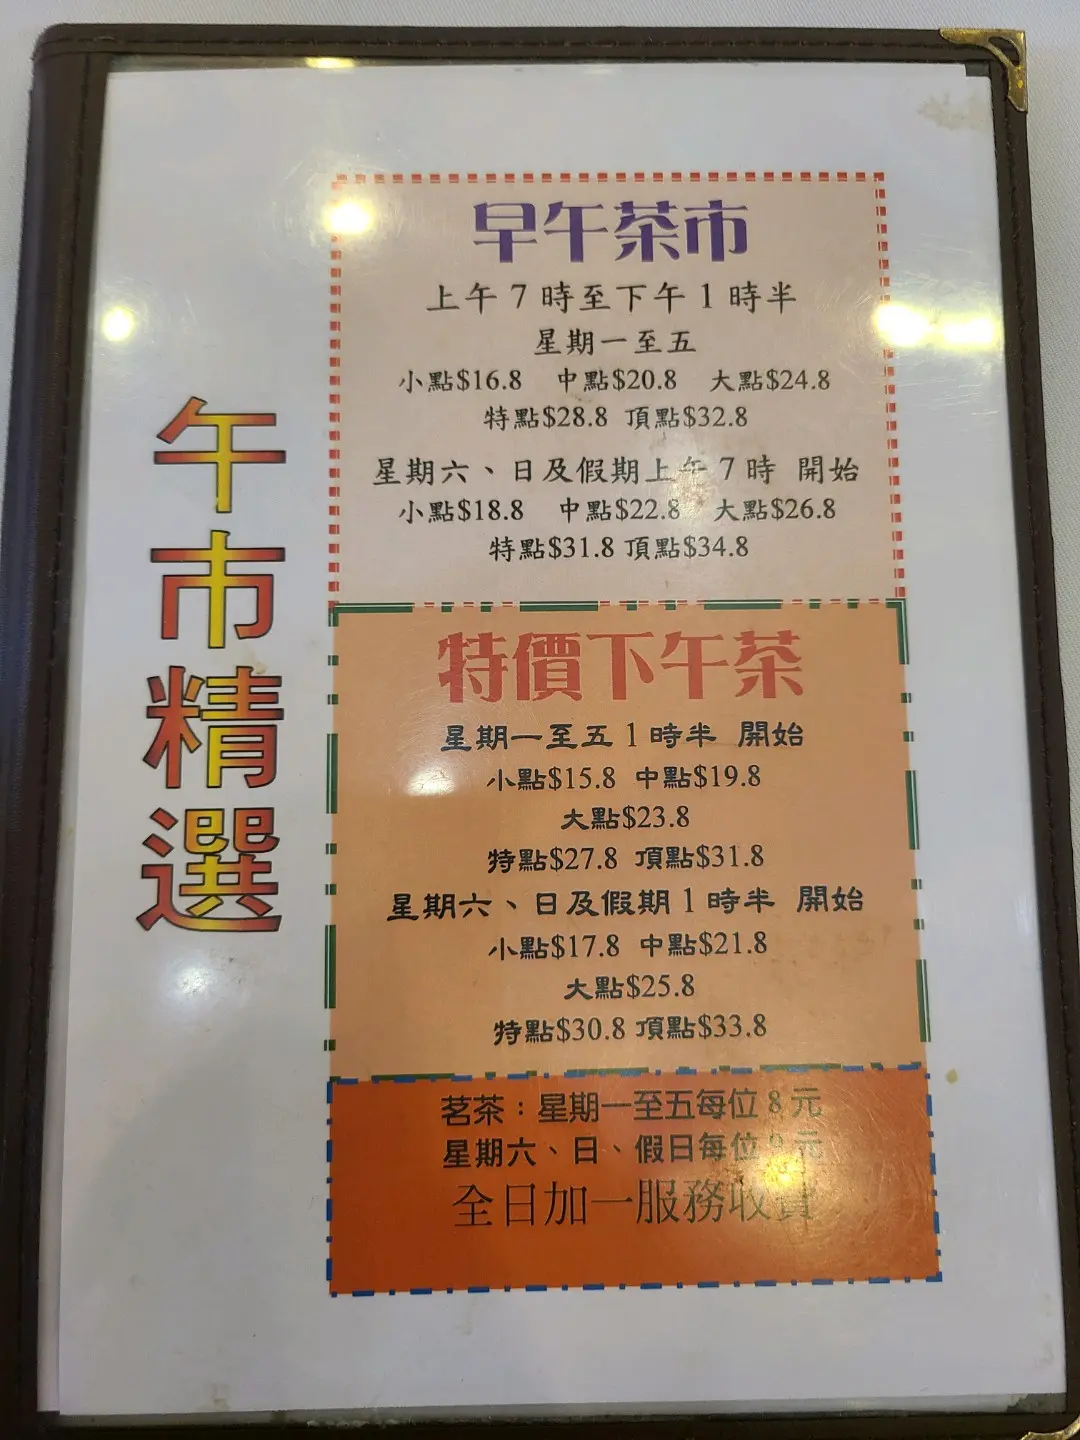 午市精選
早午茶市
上午7時至下午1時半
星期一至五
小點$16.8 中點$20.8 大點$24.8
特點$28.8 頂點$32.8
星期六、日及假期上午7時 開始
小點$18.8 中點$22.8 大點$26.8
特點$31.8 頂點$34.8
特價下午茶
星期一至五1時半 開始
小點$15.8 中點$19.8
大點$23.8
特點$27.8 頂點$31.8
星期六、日及假期1時半 開始
小點$17.8 中點$21.8
大點$25.8
特點$30.8 頂點$33.8
茗茶：星期一至五每位8元
星期六、日、假日每位9元
全日加一服務收費